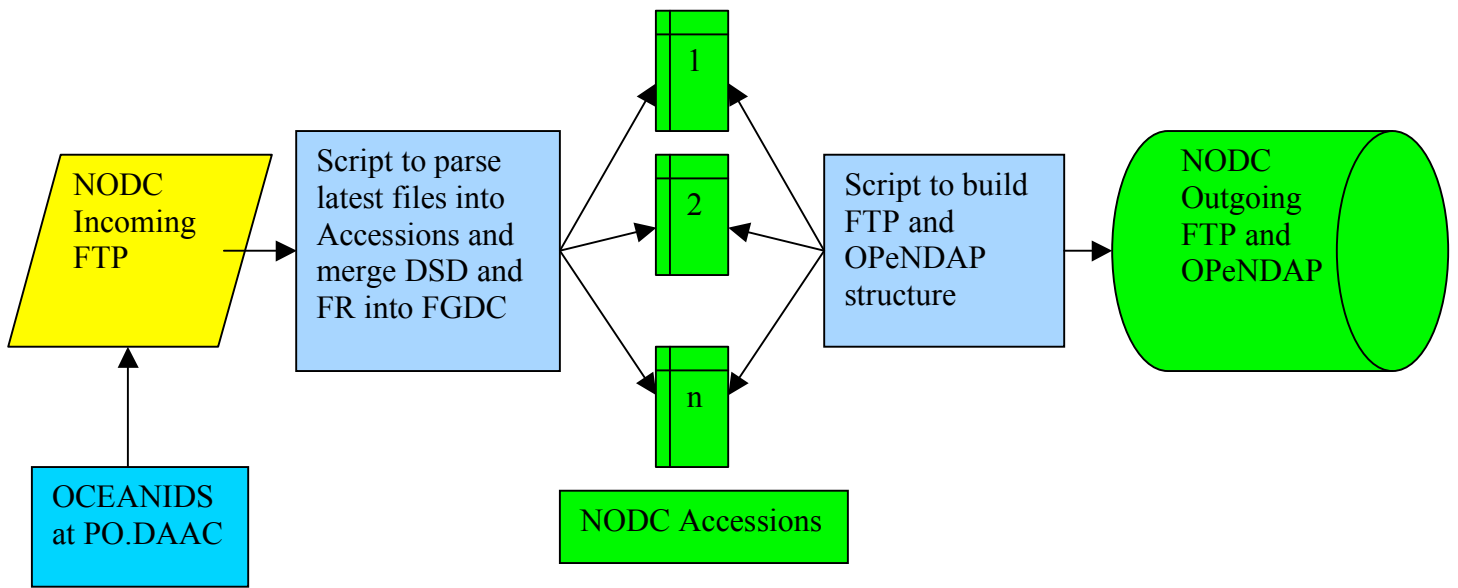 NODC
Incoming
FTP
Script to parse
latest files into
Accessions and
merge DSD and
FR into FGDC
1
2
n
Script to build
FTP and
OPeNDAP
structure
NODC
Outgoing
FTP and
OPeNDAP
OCEANIDS
at PO.DAAC
NODC Accessions